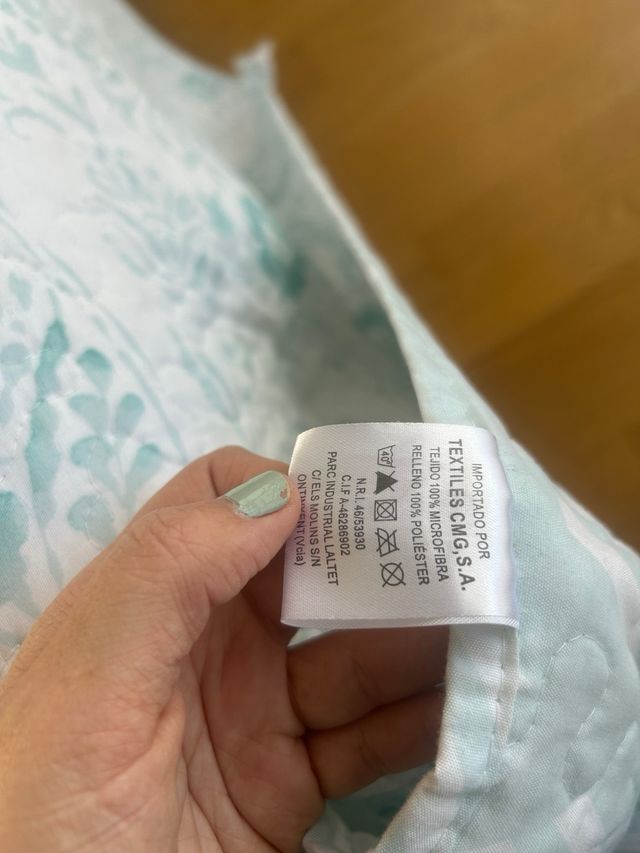 IMPORTADO POR
TEXTILES CMG,S.A.
TEJIDO 100% MICROFIBRA
RELLENO 100% POLIÉSTER
40°
N.R.I. 46/53930
C.I.F A-46286902
PARC INDUSTRIAL LALTET
C/ ELS MOLINS S/N
ONTINYENT(Vcia)